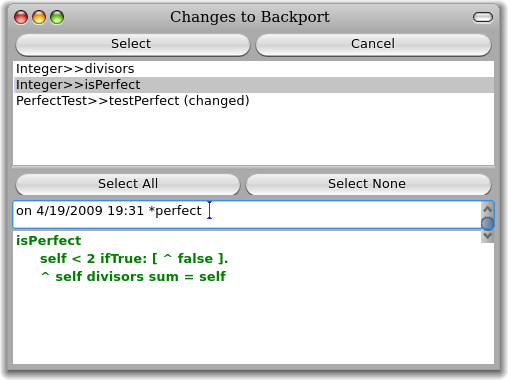 Changes to Backport
Select
Cancel
Integer>>divisors
Integer>>isPerfect
PerfectTest>>testPerfect (changed)
Select All
Select None
on 4/19/2009 19:31 *perfect
isPerfect
self < 2 ifTrue: [ ^ false ].
^ self divisors sum = self